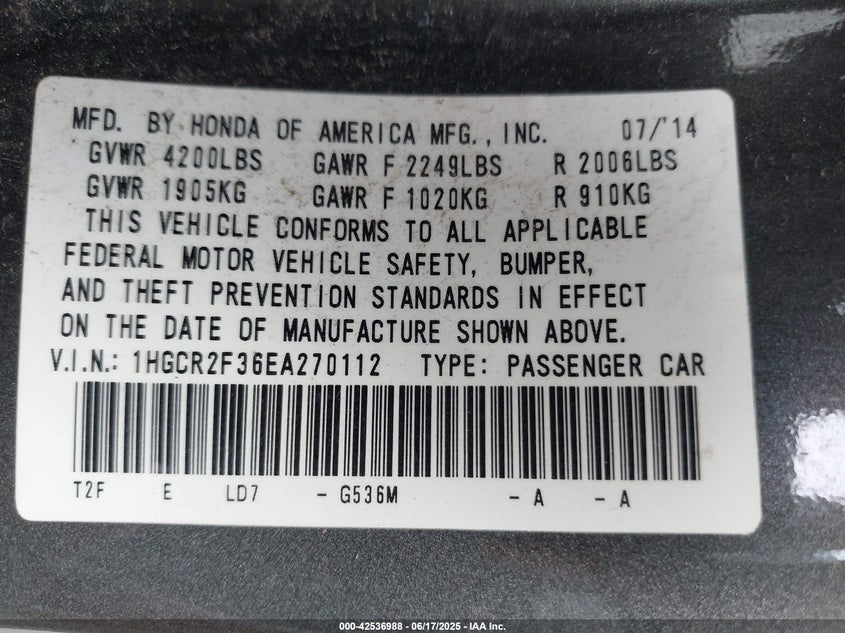 MFD. BY HONDA OF AMERICA MFG., INC. 07/'14
GVWR 4200LBS GAWR F 2249LBS R 2006LBS
GVWR 1905KG GAWR F 1020KG R 910KG
THIS VEHICLE CONFORMS TO ALL APPLICABLE
FEDERAL MOTOR VEHICLE SAFETY, BUMPER,
AND THEFT PREVENTION STANDARDS IN EFFECT
ON THE DATE OF MANUFACTURE SHOWN ABOVE.
V.I.N.: 1HGCR2F36EA270112 TYPE: PASSENGER CAR
T2F E LD7 - G536M - A - A
000-42536988 | 06/17/2025 - IAA Inc.